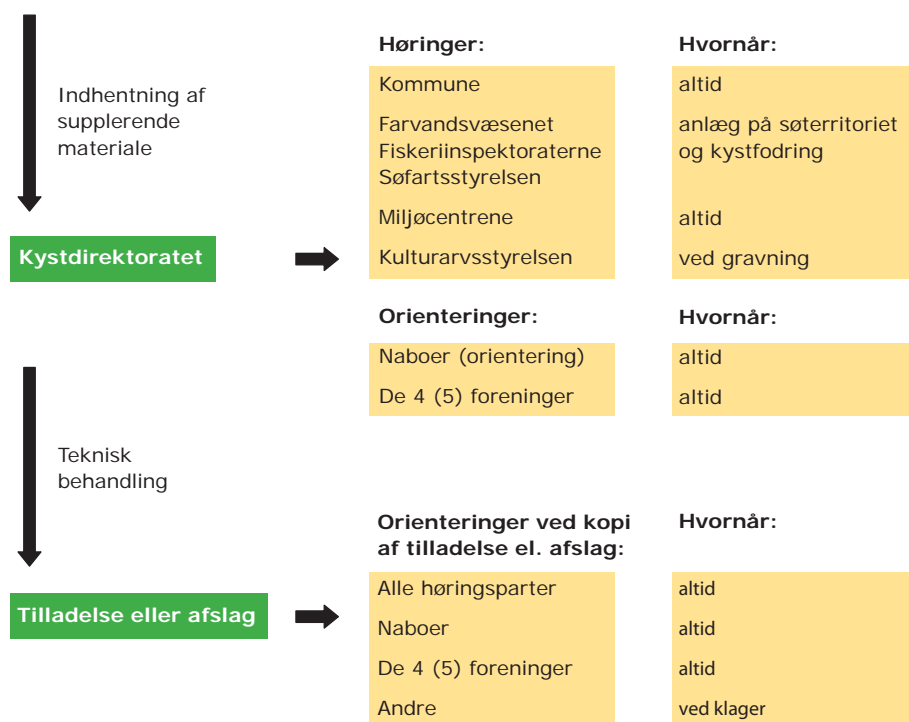 Indhentning af
supplerende
materiale
Kystdirektoratet
Høringer:
Hvornår:
Kommune
altid
Farvandsvæsenet
Fiskeriinspektoraterne
Søfartsstyrelsen
anlæg på søterritoriet
og kystfodring
Miljøcentrene
altid
Kulturarvsstyrelsen
ved gravning
Orienteringer:
Hvornår:
Naboer (orientering)
altid
De 4 (5) foreninger
altid
Teknisk
behandling
Tilladelse eller afslag
Orienteringer ved kopi
af tilladelse el. afslag:
Hvornår:
Alle høringsparter
altid
Naboer
altid
De 4 (5) foreninger
altid
Andre
ved klager